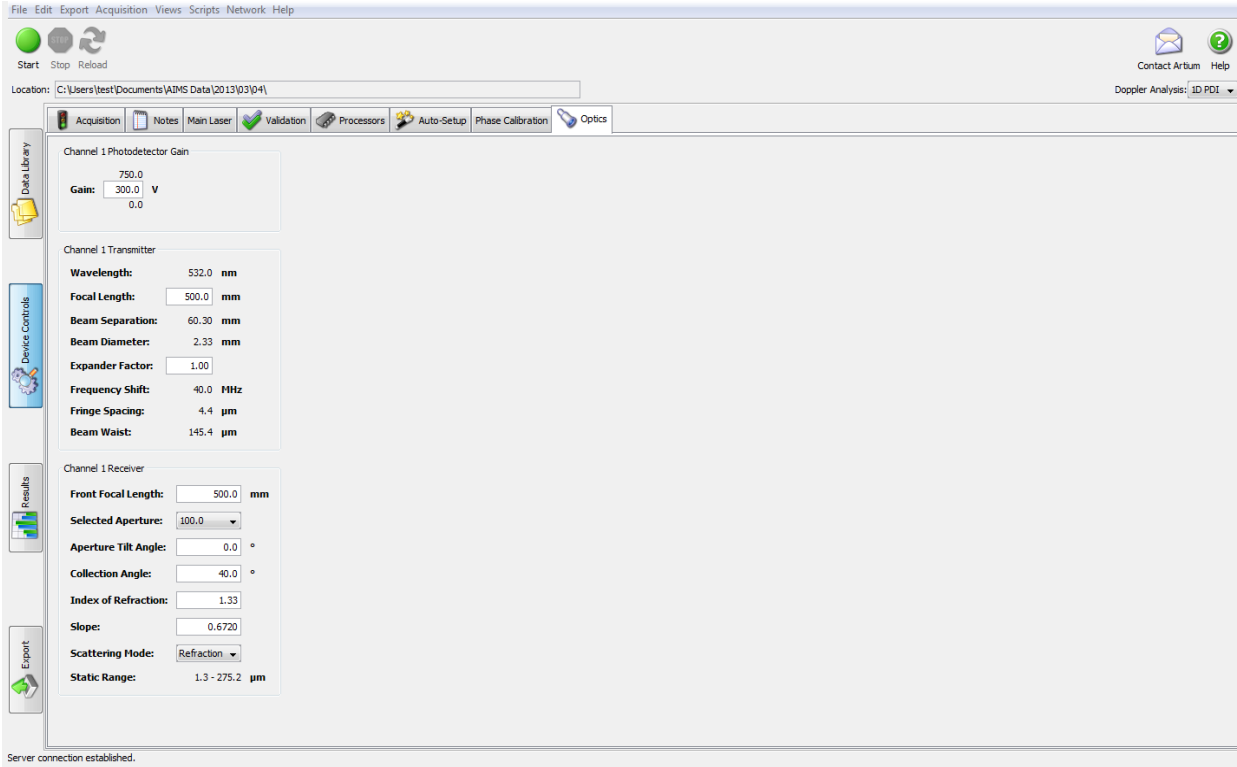 File Edit Export Acquisition Views Scripts Network Help
STOP
Start Stop Reload
Contact Artium Help
Location: C:\Users\test\Documents\AIMS Data\2013\03\04\
Doppler Analysis: 1D PDI
Acquisition Notes Main Laser Validation Processors Auto-Setup Phase Calibration Optics
Data Library
Device Controls
Results
Export
Channel 1 Photodetector Gain
750.0
Gain: 300.0 V
0.0
Channel 1 Transmitter
Wavelength: 532.0 nm
Focal Length: 500.0 mm
Beam Separation: 60.30 mm
Beam Diameter: 2.33 mm
Expander Factor: 1.00
Frequency Shift: 40.0 MHz
Fringe Spacing: 4.4 µm
Beam Waist: 145.4 µm
Channel 1 Receiver
Front Focal Length: 500.0 mm
Selected Aperture: 100.0
Aperture Tilt Angle: 0.0 °
Collection Angle: 40.0 °
Index of Refraction: 1.33
Slope: 0.6720
Scattering Mode: Refraction
Static Range: 1.3 - 275.2 µm
Server connection established.